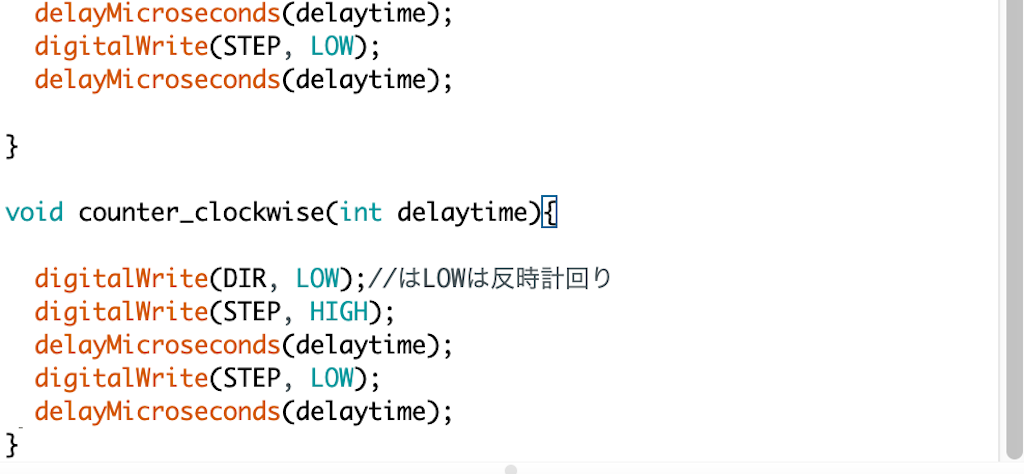 delayMicroseconds(delaytime);
digitalWrite(STEP, LOW);
delayMicroseconds(delaytime);
}
void counter_clockwise(int delaytime){
digitalWrite(DIR, LOW);//はLOWは反時計回り
digitalWrite(STEP, HIGH);
delayMicroseconds(delaytime);
digitalWrite(STEP, LOW);
delayMicroseconds(delaytime);
}